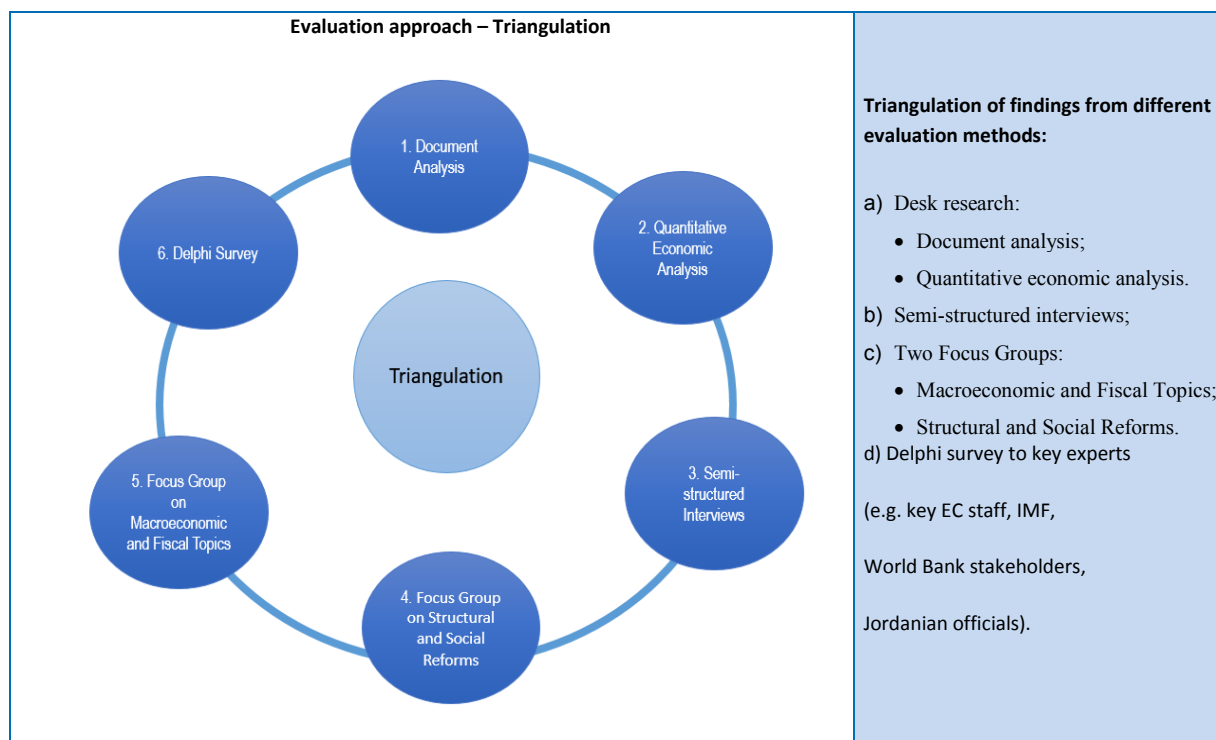 Evaluation approach – Triangulation
1. Document
Analysis
2. Quantitative
Economic
Analysis
3. Semi-
structured
Interviews
4. Focus Group
on Structural
and Social
Reforms
5. Focus Group
on
Macroeconomic
and Fiscal Topics
6. Delphi Survey
Triangulation
Triangulation of findings from different
evaluation methods:
a) Desk research:
• Document analysis;
• Quantitative economic analysis.
b) Semi-structured interviews;
c) Two Focus Groups:
• Macroeconomic and Fiscal Topics;
• Structural and Social Reforms.
d) Delphi survey to key experts
(e.g. key EC staff, IMF,
World Bank stakeholders,
Jordanian officials).